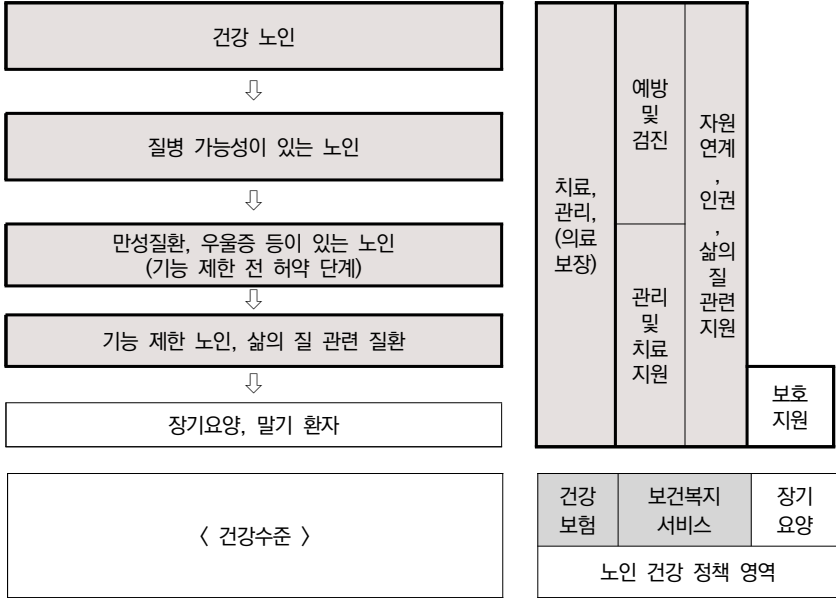 건강 노인
질병 가능성이 있는 노인
만성질환, 우울증 등이 있는 노인
(기능 제한 전 허약 단계)
기능 제한 노인, 삶의 질 관련 질환
장기요양, 말기 환자
〈 건강수준 〉
치료,
관리,
(의료
보장)
예방
및
검진
관리
및
치료
지원
자원
연계
,
인권
,
삶의
질
관련
지원
보호
지원
건강
보험
보건복지
서비스
장기
요양
노인 건강 정책 영역